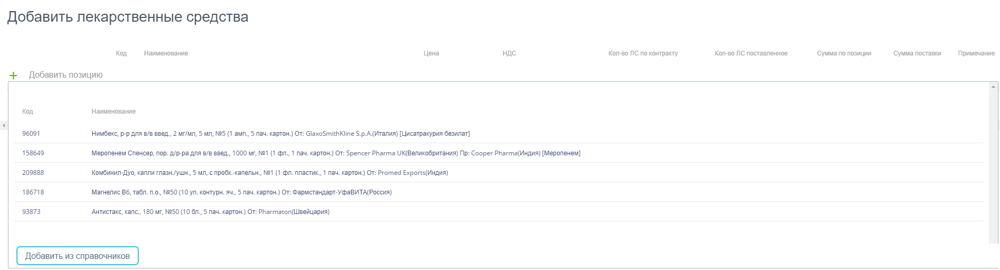 Добавить лекарственные средства
Код Наименование Цена НДС Кол-во ЛС по контракту Кол-во ЛС поставленное Сумма по позиции Сумма поставки Примечание
+ Добавить позицию
Код Наименование
96091 Нимбекс, р-р для в/в введ., 2 мг/мл, 5 мл, №5 (1 амп., 5 пач. картон.) От: GlaxoSmithKline S.p.A.(Италия) [Цисатракурия безилат]
158649 Меропенем Спенсер, пор. д/р-ра для в/в введ., 1000 мг, №1 (1 фл., 1 пач. картон.) От: Spencer Pharma UK(Великобритания) Пр: Cooper Pharma(Индия) [Меропенем]
209888 Комбинил-Дуо, капли глазн./ушн., 5 мл, с пробк.-капельн., №1 (1 фл. пластик., 1 пач. картон.) От: Promed Exports(Индия)
186718 Магнелис В6, табл. п.о., №50 (10 уп. контурн. яч., 5 пач. картон.) От: Фармстандарт-УфаВИТА(Россия)
93873 Антистакс, капс., 180 мг, №50 (10 бл., 5 пач. картон.) От: Pharmaton(Швейцария)
Добавить из справочников